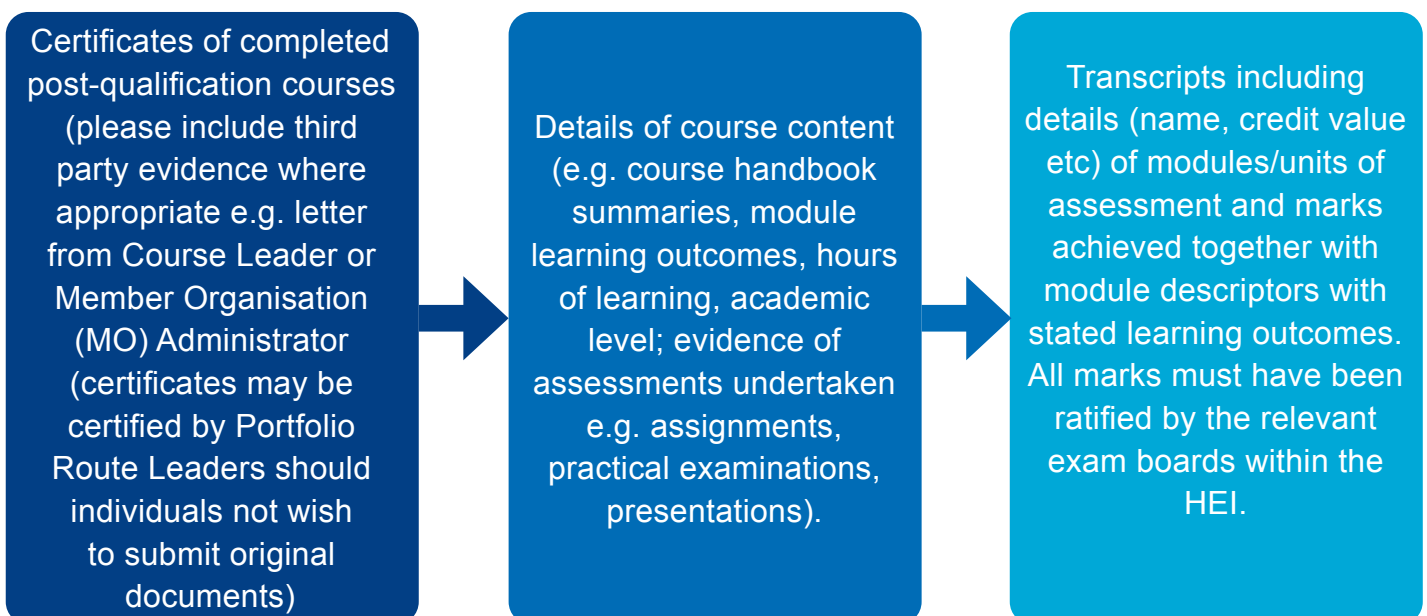 Certificates of completed
post-qualification courses
(please include third
party evidence where
appropriate e.g. letter
from Course Leader or
Member Organisation
(MO) Administrator
(certificates may be
certified by Portfolio
Route Leaders should
individuals not wish
to submit original
documents)
Details of course content
(e.g. course handbook
summaries, module
learning outcomes, hours
of learning, academic
level; evidence of
assessments undertaken
e.g. assignments,
practical examinations,
presentations).
Transcripts including
details (name, credit value
etc) of modules/units of
assessment and marks
achieved together with
module descriptors with
stated learning outcomes.
All marks must have been
ratified by the relevant
exam boards within the
HEI.